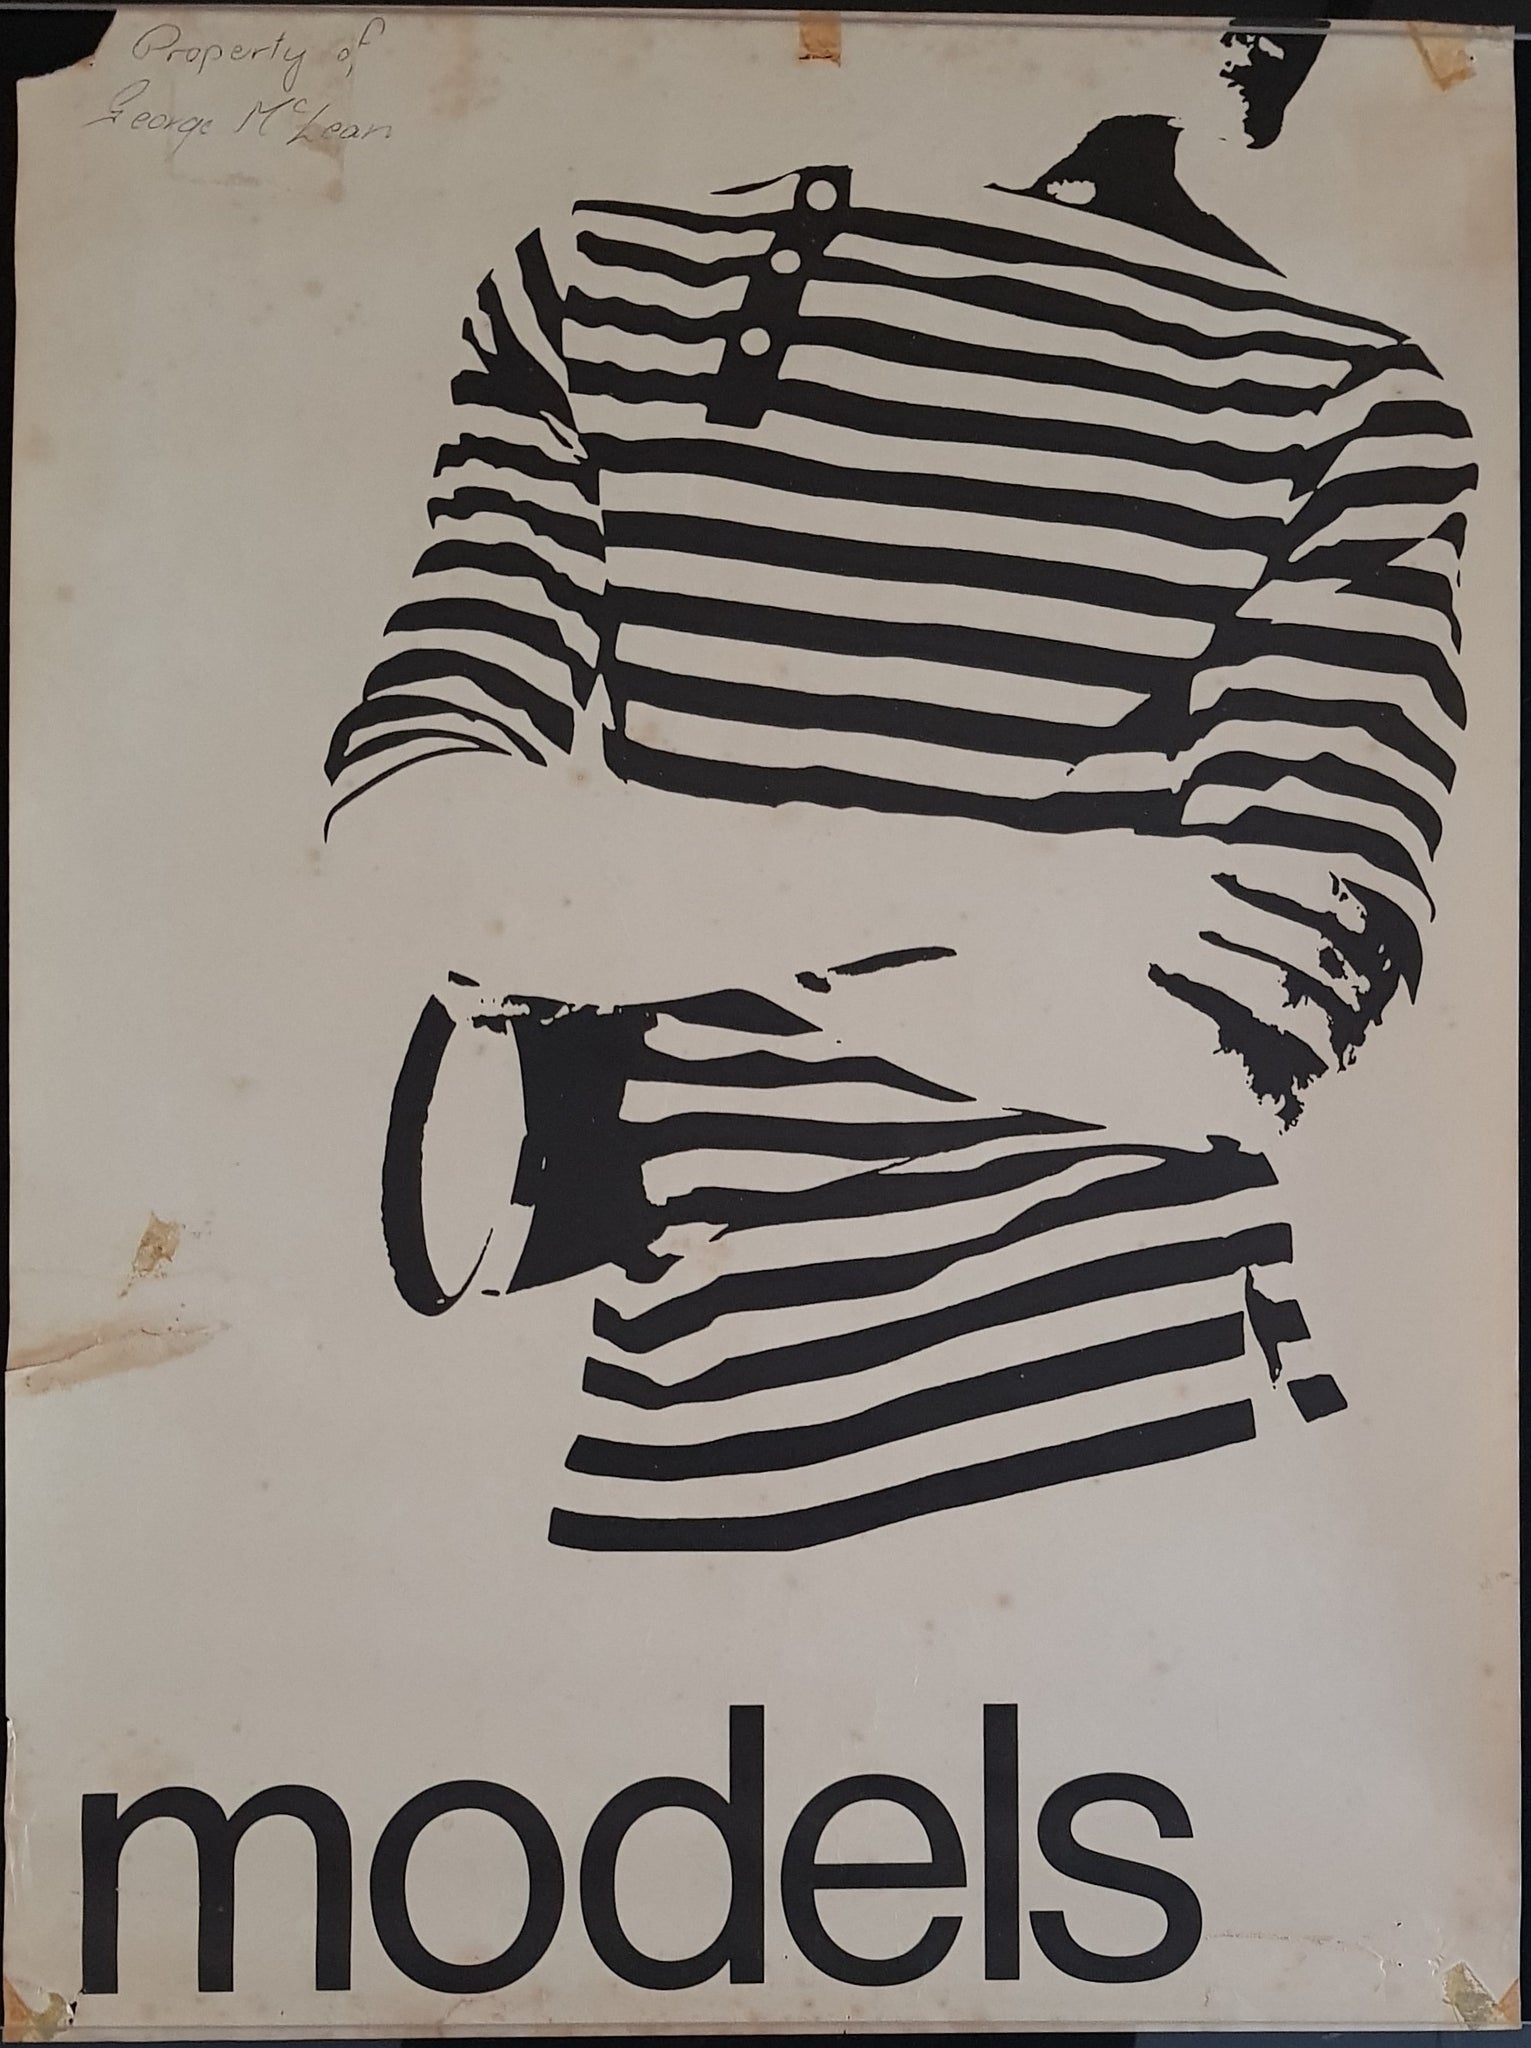 Property of
George McLean
models